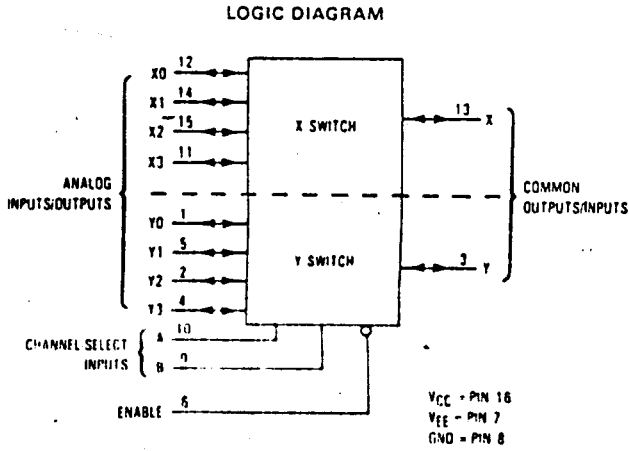 LOGIC DIAGRAM
X0 12
X1 14
X2 15
X3 11
X SWITCH
13 X
ANALOG
INPUTS/OUTPUTS
COMMON
OUTPUTS/INPUTS
Y0 1
Y1 5
Y2 2
Y3 4
Y SWITCH
3 Y
CHANNEL SELECT
INPUTS
A 10
B 9
ENABLE 6
VCC = PIN 16
VEE = PIN 7
GND = PIN 8